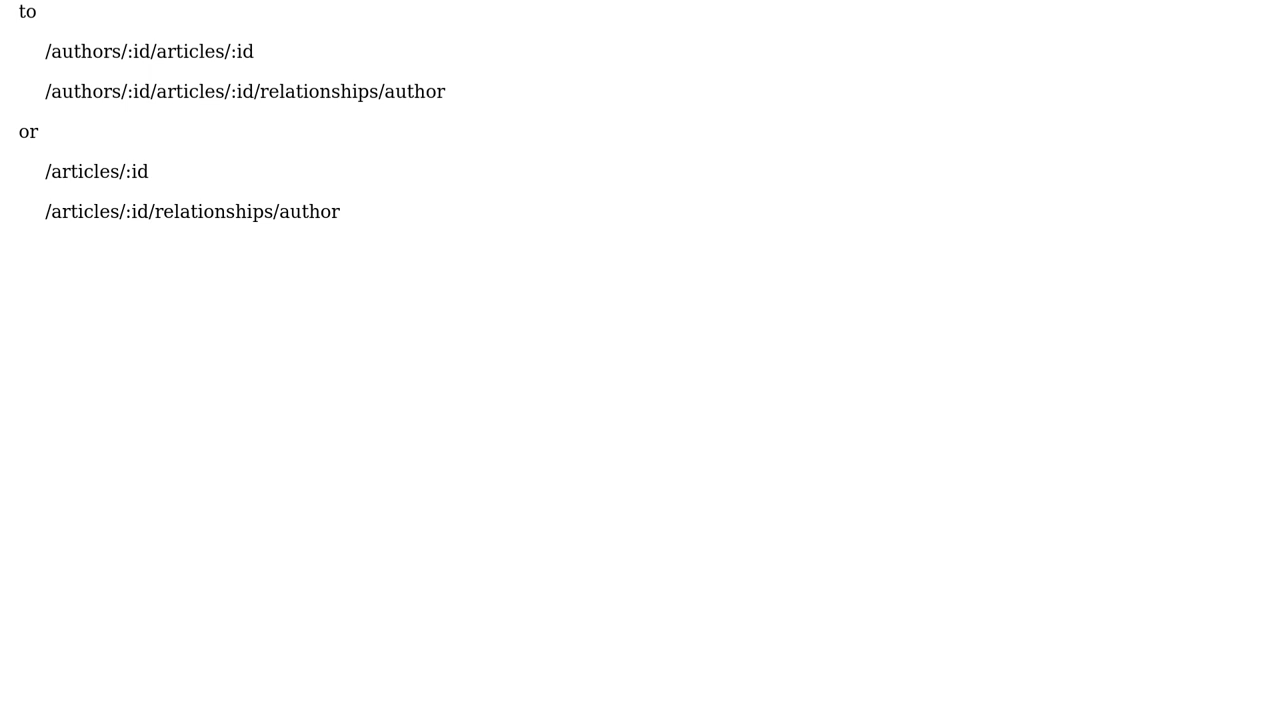 to
/authors/:id/articles/:id
/authors/:id/articles/:id/relationships/author
or
/articles/:id
/articles/:id/relationships/author